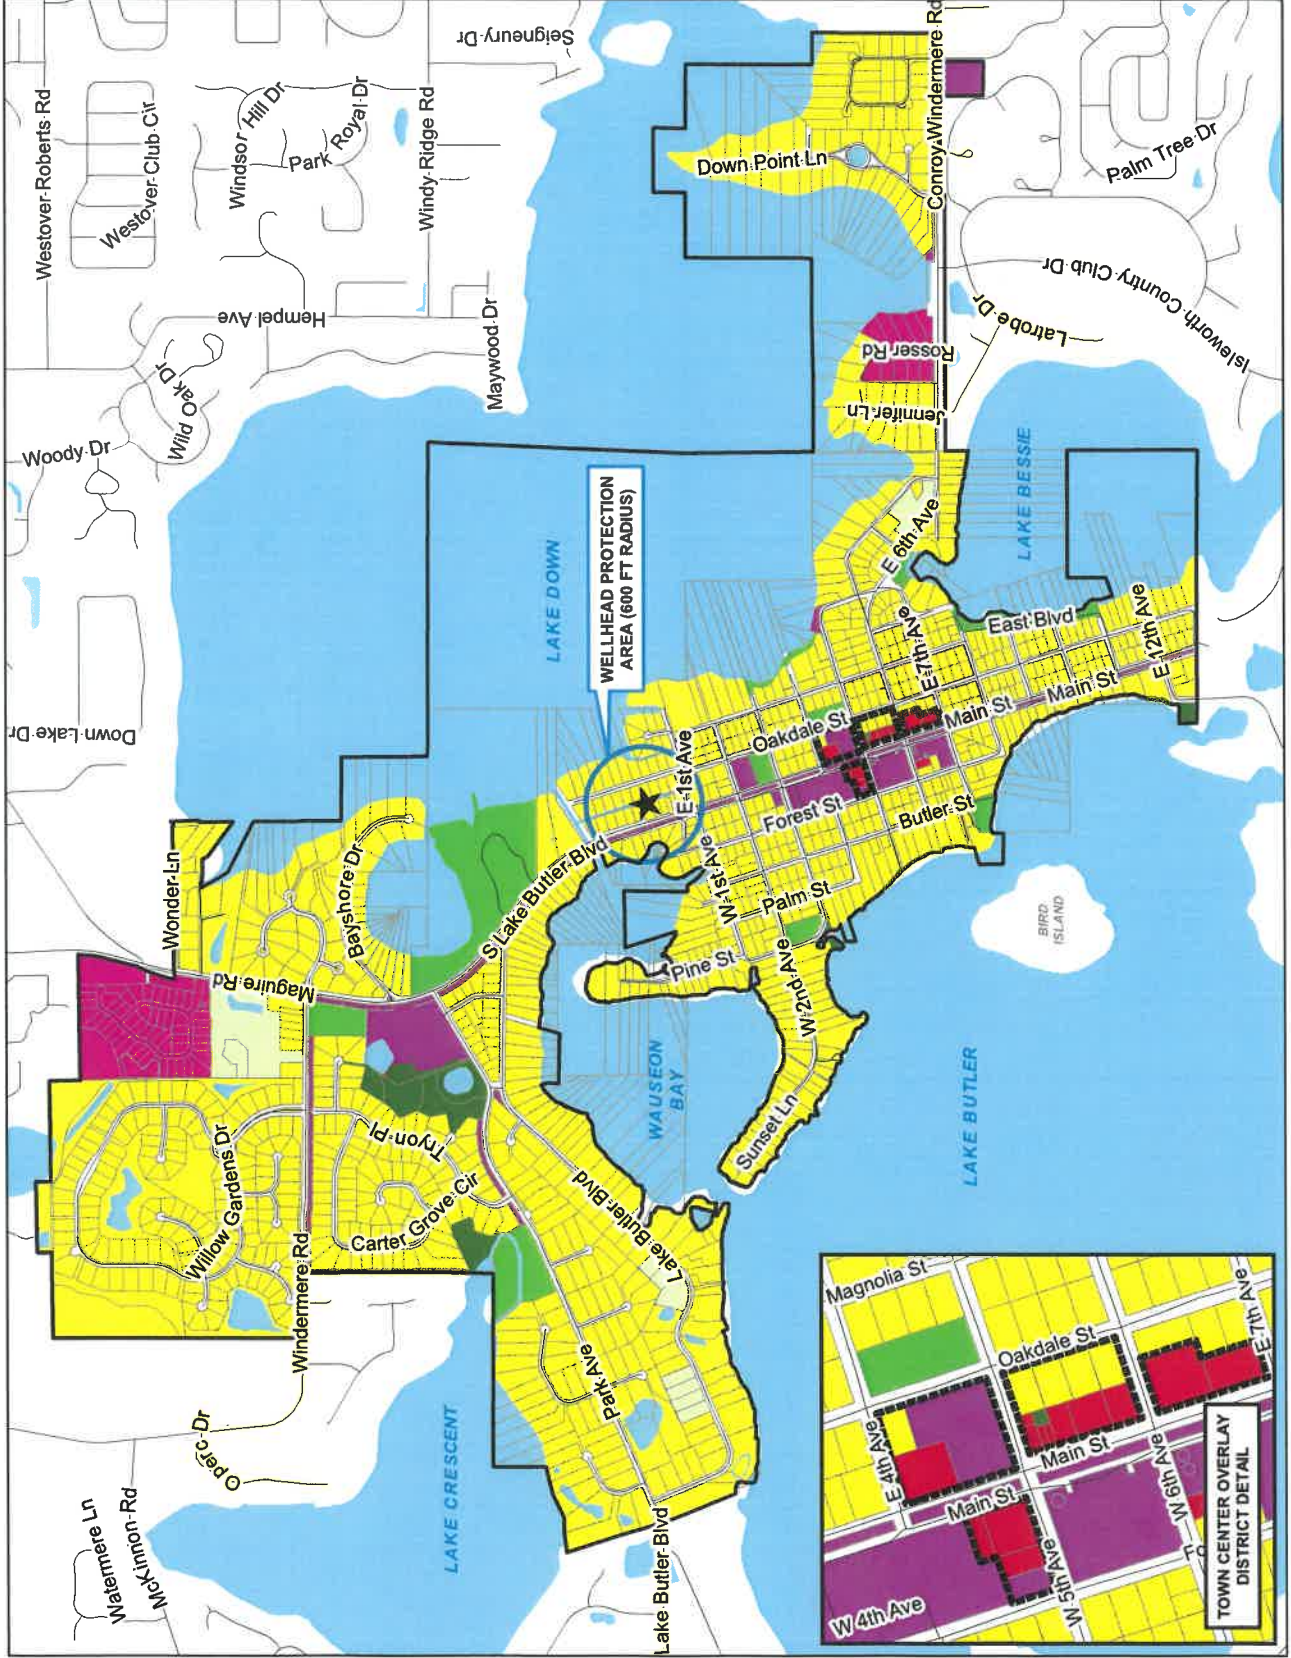 Westover Roberts Rd
Westover Club Cir
Windsor Hill Dr
Park Royal Dr
Windy Ridge Rd
Seigneury Dr
Hempel Ave
Maywood Dr
Wild Oak Dr
Woody Dr
Down Lake Dr
Down Point Ln
Conroy Windermere Rd
Palm Tree Dr
Isleworth Country Club Dr
Latrobe Dr
Rosser Rd
Jennifer Ln
LAKE DOWN
LAKE BESSIE
WELLHEAD PROTECTION
AREA (600 FT RADIUS)
E 6th Ave
E 7th Ave
East Blvd
E 12th Ave
Main St
Main St
Oakdale St
E 1st Ave
Forest St
Butler St
W 1st Ave
Palm St
Pine St
W 2nd Ave
Sunset Ln
BIRD
ISLAND
LAKE BUTLER
WAUSEON
BAY
S Lake Butler Blvd
Bayshore Dr
Wonder Ln
Maguire Rd
Willow Gardens Dr
Windermere Rd
Tryon Pl
Carter Grove Cir
Lake Butler Blvd
Park Ave
Lake Butler Blvd
LAKE CRESCENT
Watermere Ln
McKinnon Rd
Magnolia St
Oakdale St
E 7th Ave
E 4th Ave
Main St
Main St
W 6th Ave
W 5th Ave
W 4th Ave
TOWN CENTER OVERLAY
DISTRICT DETAIL